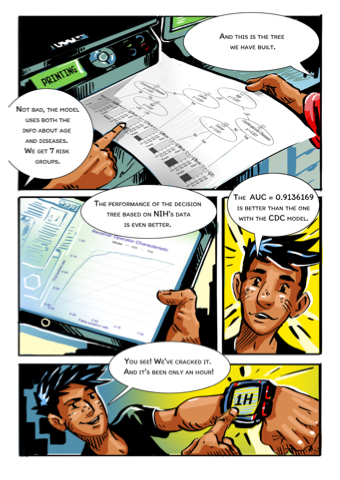 And this is the tree
we have built.
PRINTING
Not bad, the model
uses both the
info about age
and diseases.
We get 7 risk
groups.
The performance of the decision
tree based on NIH's data
is even better.
Receiver Operator Characteristic
The AUC = 0.9136169
is better than the one
with the CDC model.
You see! We've cracked it.
And it's been only an hour!
1H